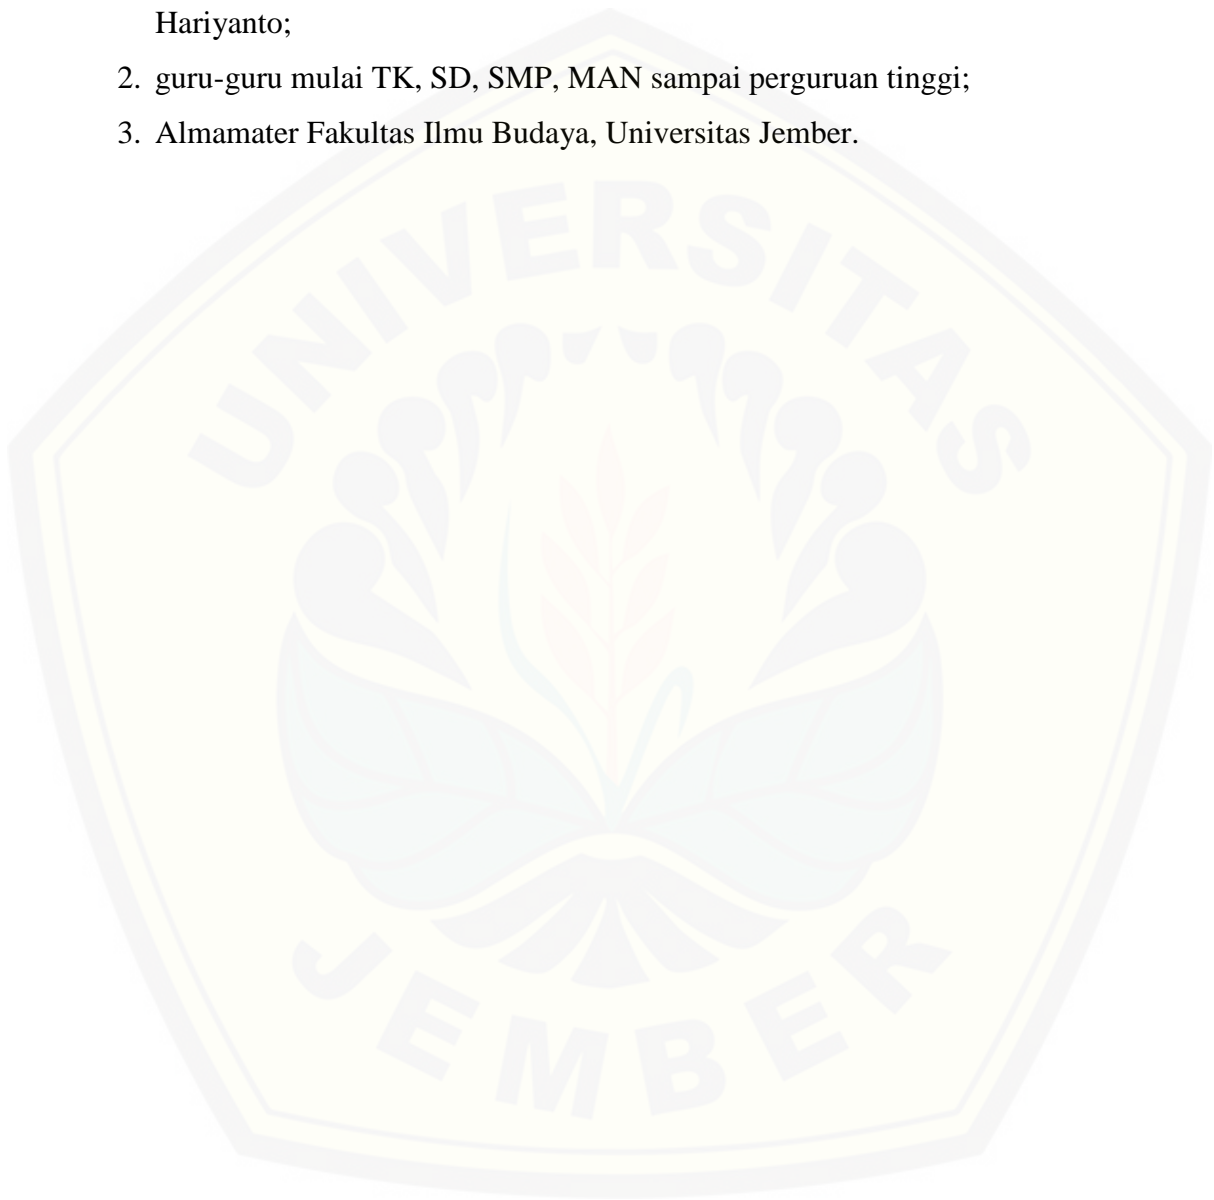 Hariyanto;
2. guru-guru mulai TK, SD, SMP, MAN sampai perguruan tinggi;
3. Almamater Fakultas Ilmu Budaya, Universitas Jember.
UNIVERSITAS
JEMBER